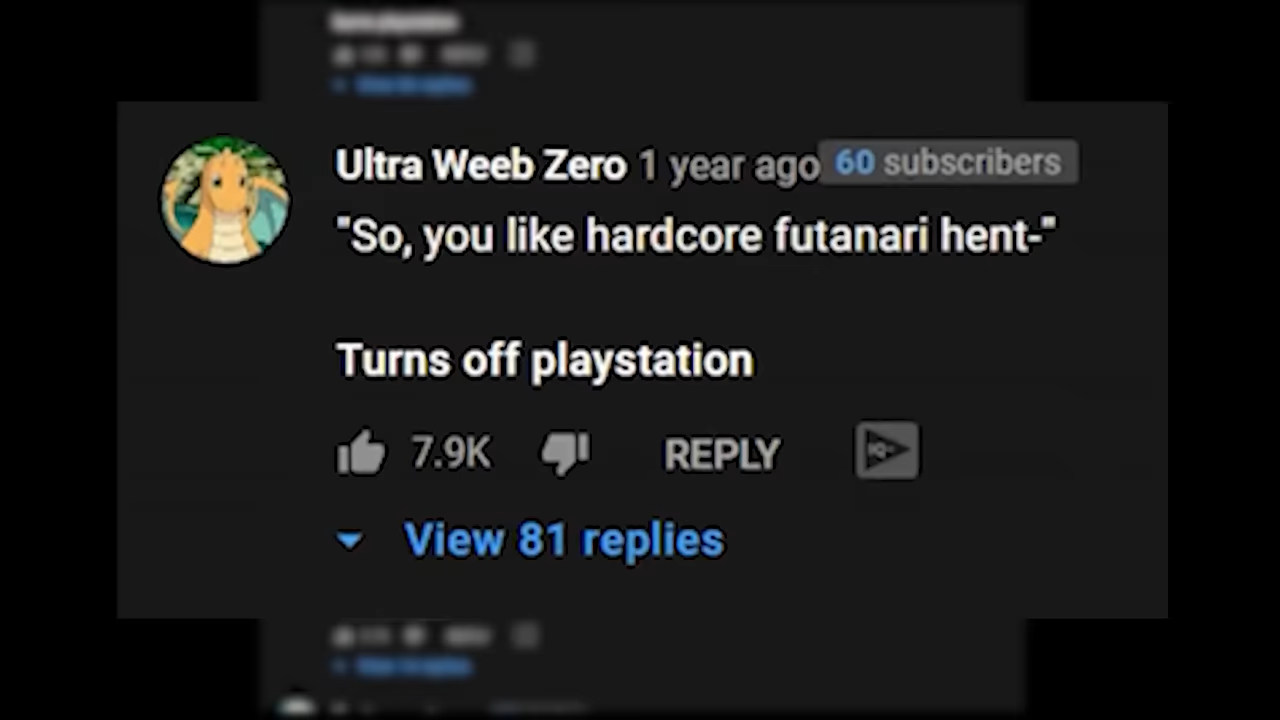 Ultra Weeb Zero 1 year ago 60 subscribers
"So, you like hardcore futanari hent-"
Turns off playstation
7.9K REPLY
View 81 replies